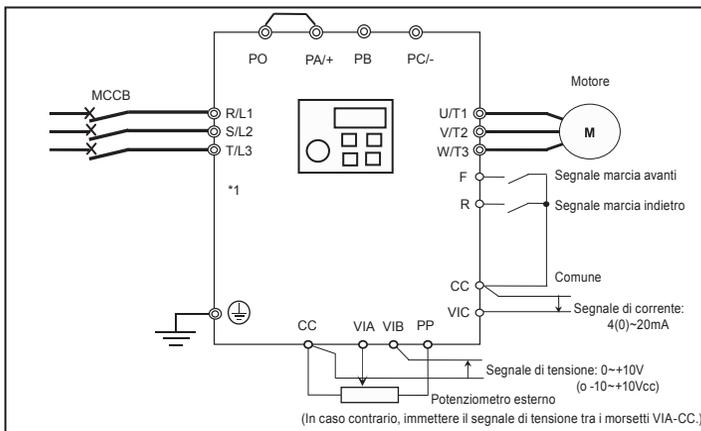 PO PA/+ PB PC/-
MCCB
Motore
R/L1
S/L2
T/L3
U/T1
V/T2
W/T3
M
*1
F
Segnale marcia avanti
R
Segnale marcia indietro
CC
Comune
VIC
Segnale di corrente:
4(0)~20mA
CC VIA VIB PP
Segnale di tensione: 0~+10V
(o -10~+10Vcc)
Potenziometro esterno
(In caso contrario, immettere il segnale di tensione tra i morsetti VIA-CC.)